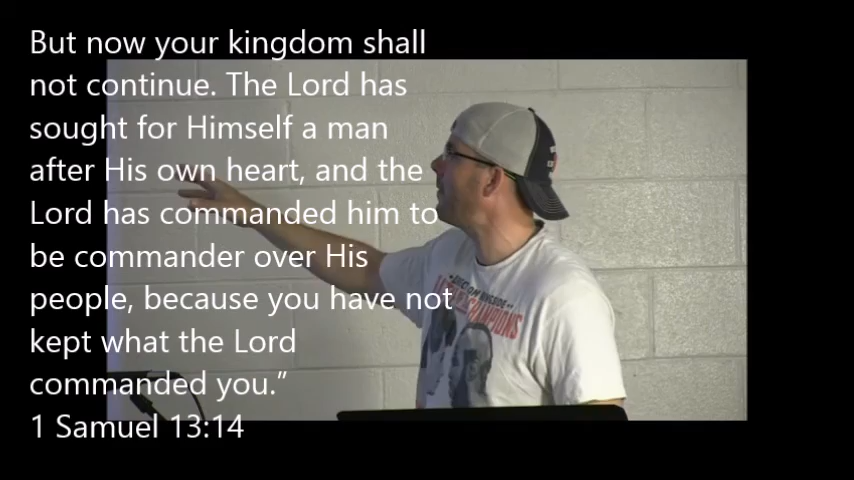 But now your kingdom shall
not continue. The Lord has
sought for Himself a man
after His own heart, and the
Lord has commanded him to
be commander over His
people, because you have not
kept what the Lord
commanded you.”
1 Samuel 13:14
CHAMPIONS